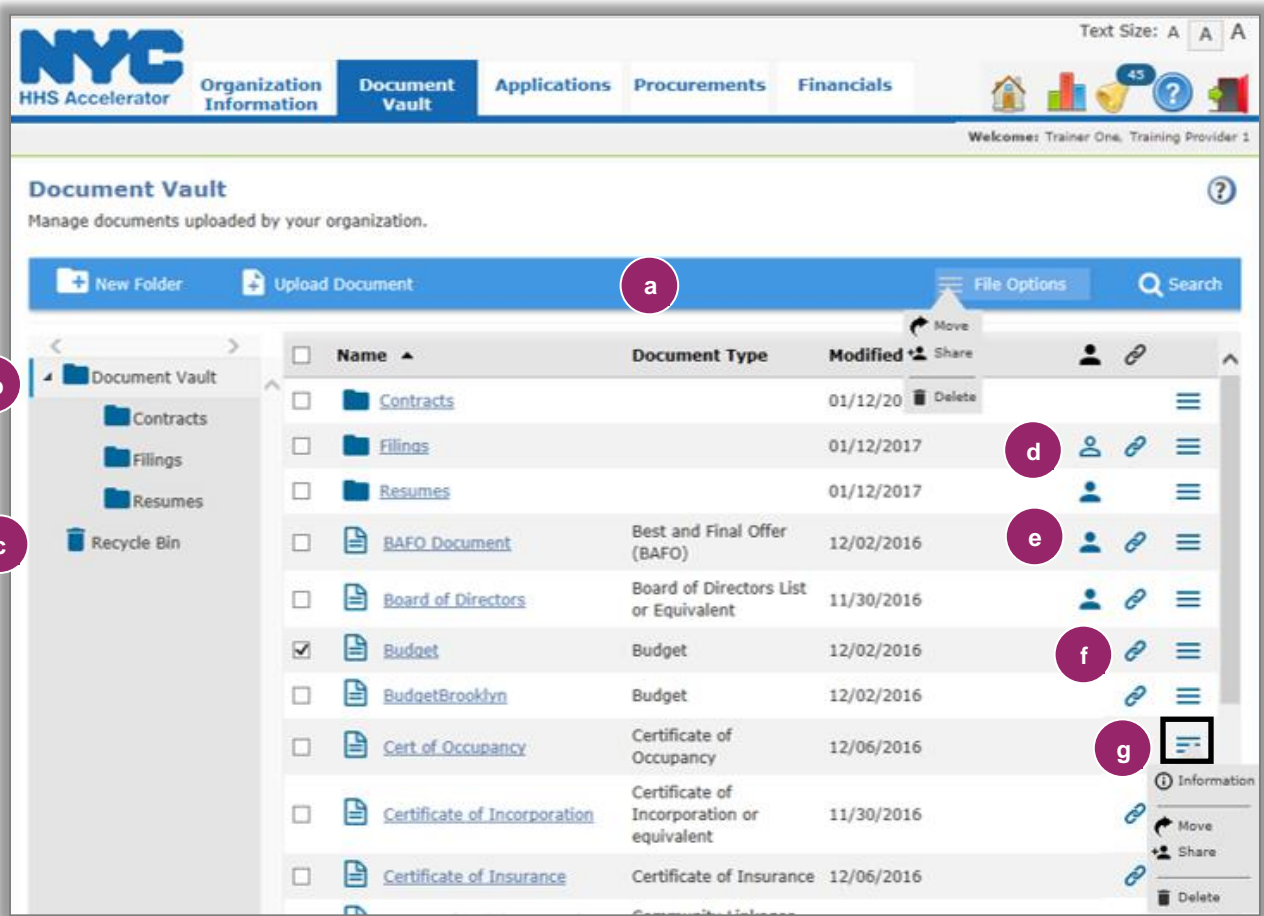 Text Size: A A A
NYC
HHS Accelerator
Organization Information
Document Vault
Applications
Procurements
Financials
45
?
Welcome: Trainer One, Training Provider 1
Document Vault
?
Manage documents uploaded by your organization.
New Folder
Upload Document
a
File Options
Search
Move
Share
Delete
Document Vault
Contracts
Filings
Resumes
c
Recycle Bin
Name
Document Type
Modified
Contracts
01/12/20
Filings
01/12/2017
d
Resumes
01/12/2017
BAFO Document
Best and Final Offer
(BAFO)
12/02/2016
e
Board of Directors
Board of Directors List
or Equivalent
11/30/2016
Budget
Budget
12/02/2016
f
BudgetBrooklyn
Budget
12/02/2016
Cert of Occupancy
Certificate of
Occupancy
12/06/2016
g
Information
Move
Share
Delete
Certificate of Incorporation
Certificate of
Incorporation or
equivalent
11/30/2016
Certificate of Insurance
Certificate of Insurance
12/06/2016